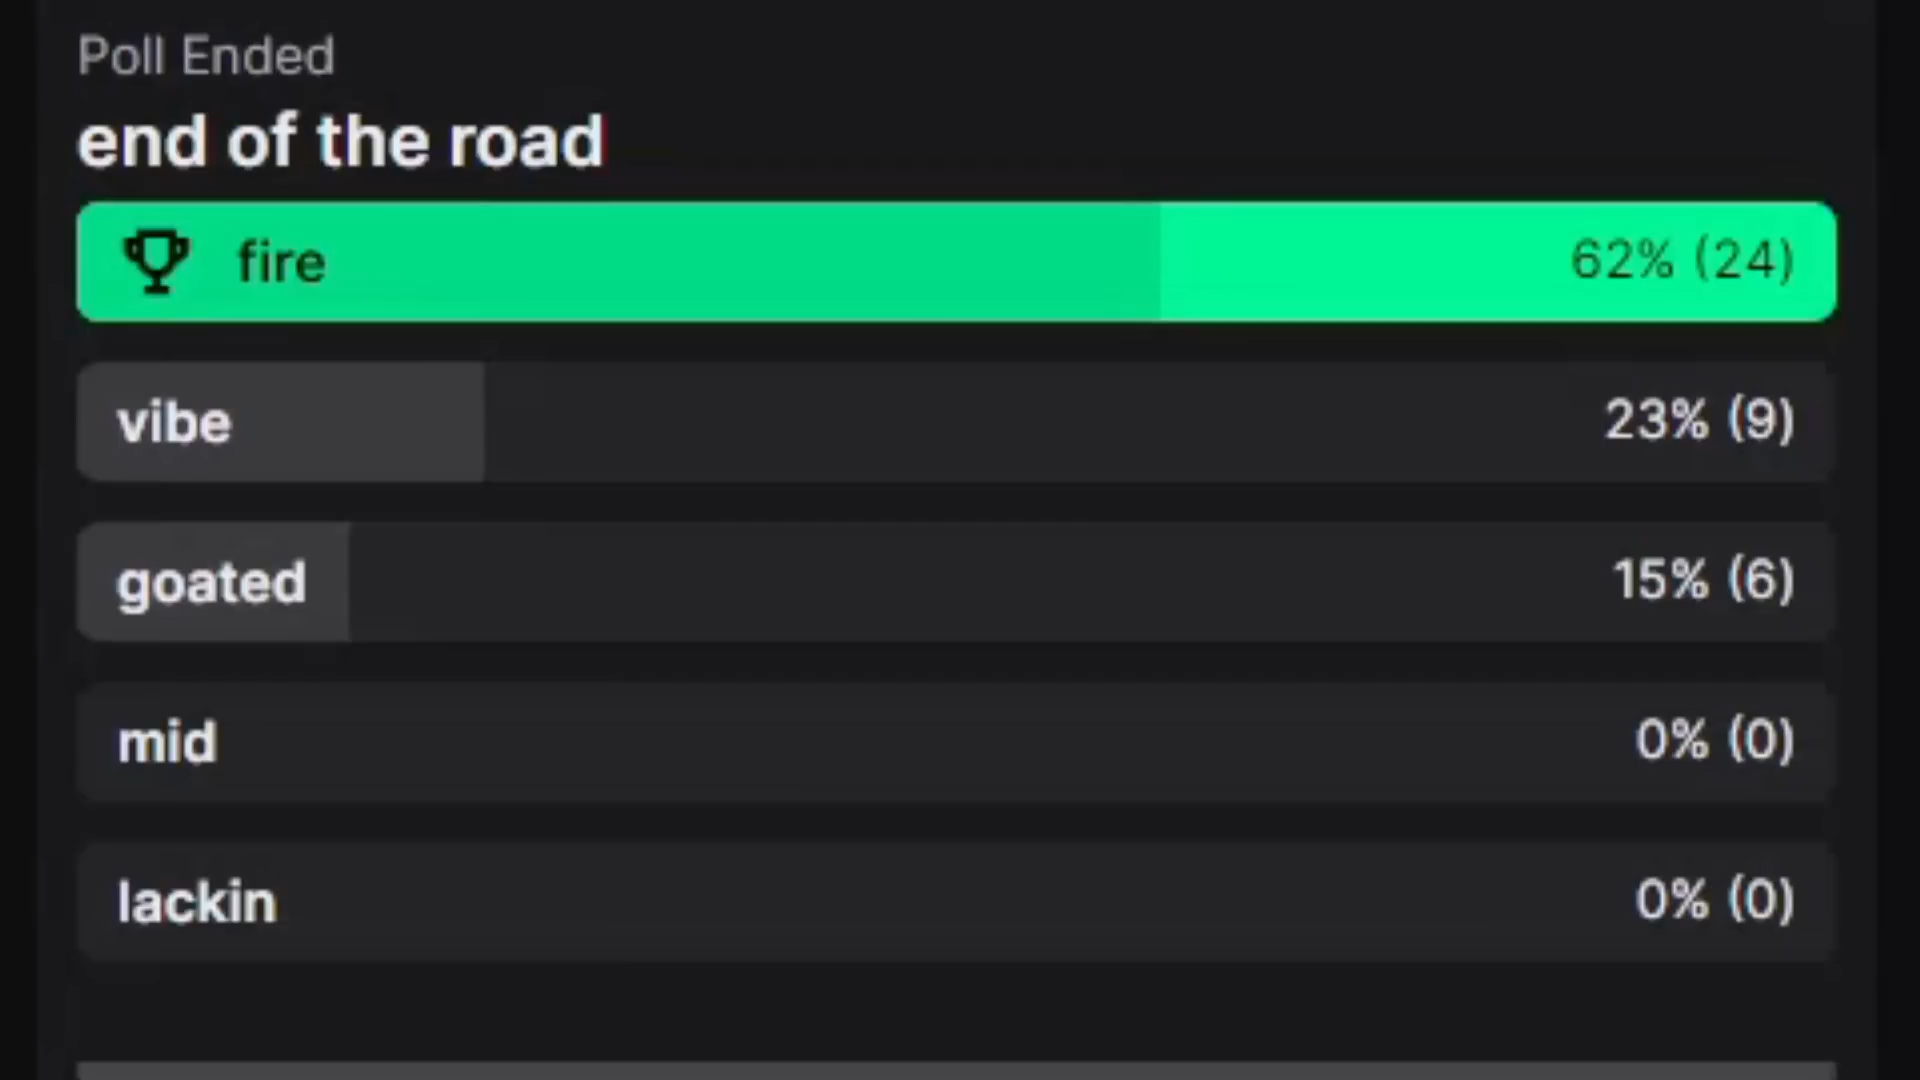 Poll Ended
end of the road
fire 62% (24)
vibe 23% (9)
goated 15% (6)
mid 0% (0)
lackin 0% (0)